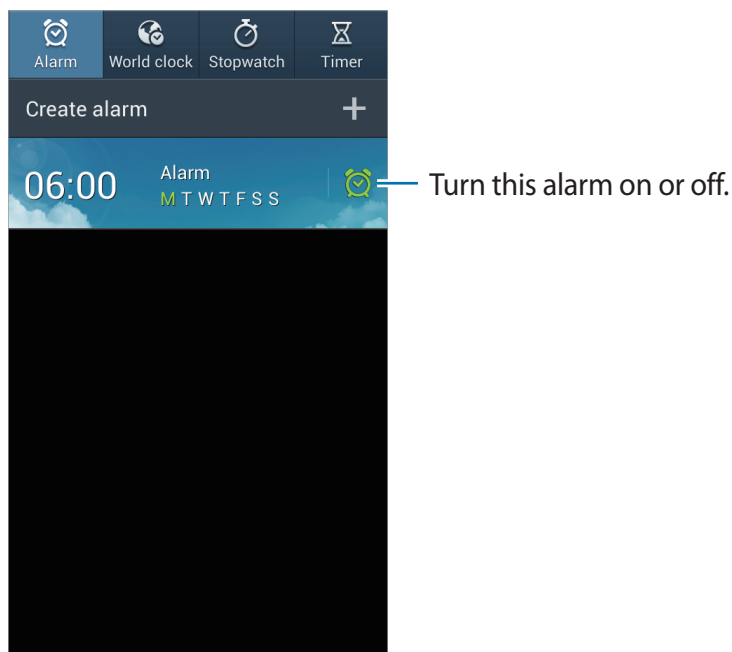 Alarm World clock Stopwatch Timer
Create alarm
06:00 Alarm
M T W T F S S
Turn this alarm on or off.